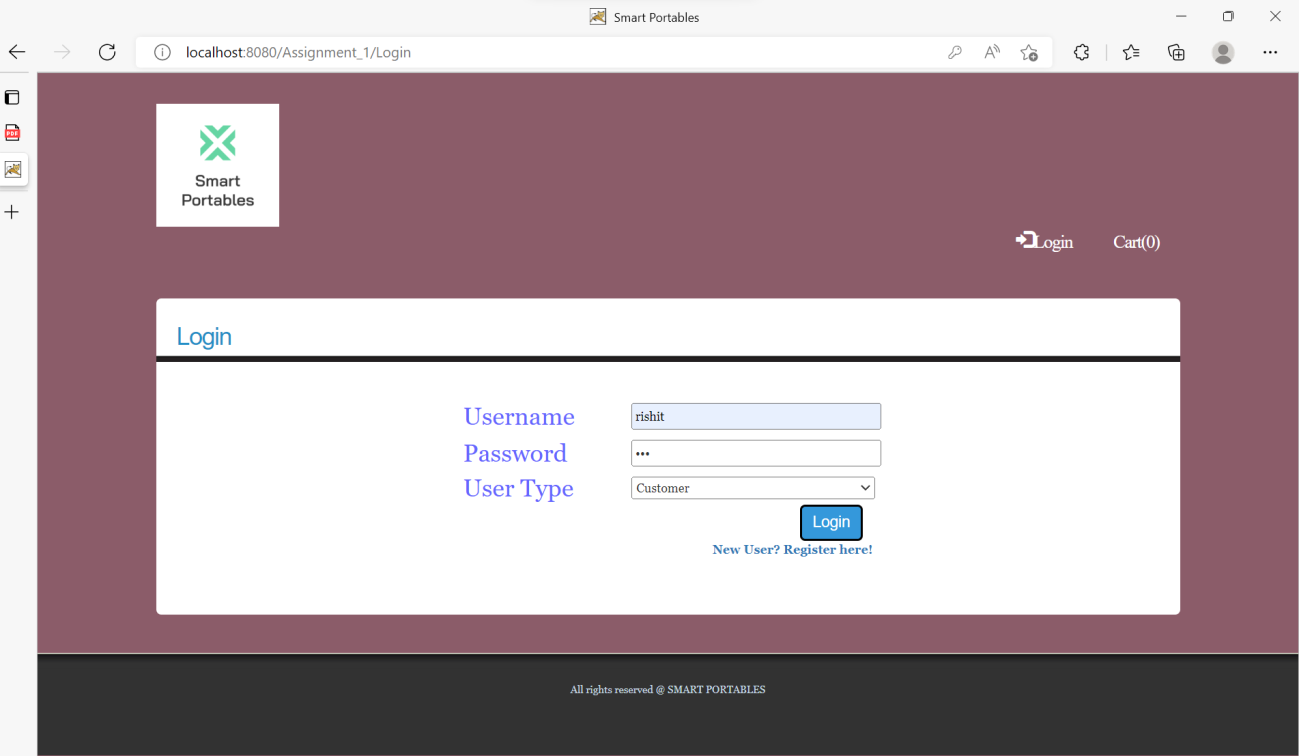 Smart Portables
localhost:8080/Assignment_1/Login
PDF
Smart
Portables
Login
Cart(0)
Login
Username
rishit
Password
•••
User Type
Customer
Login
New User? Register here!
All rights reserved @ SMART PORTABLES